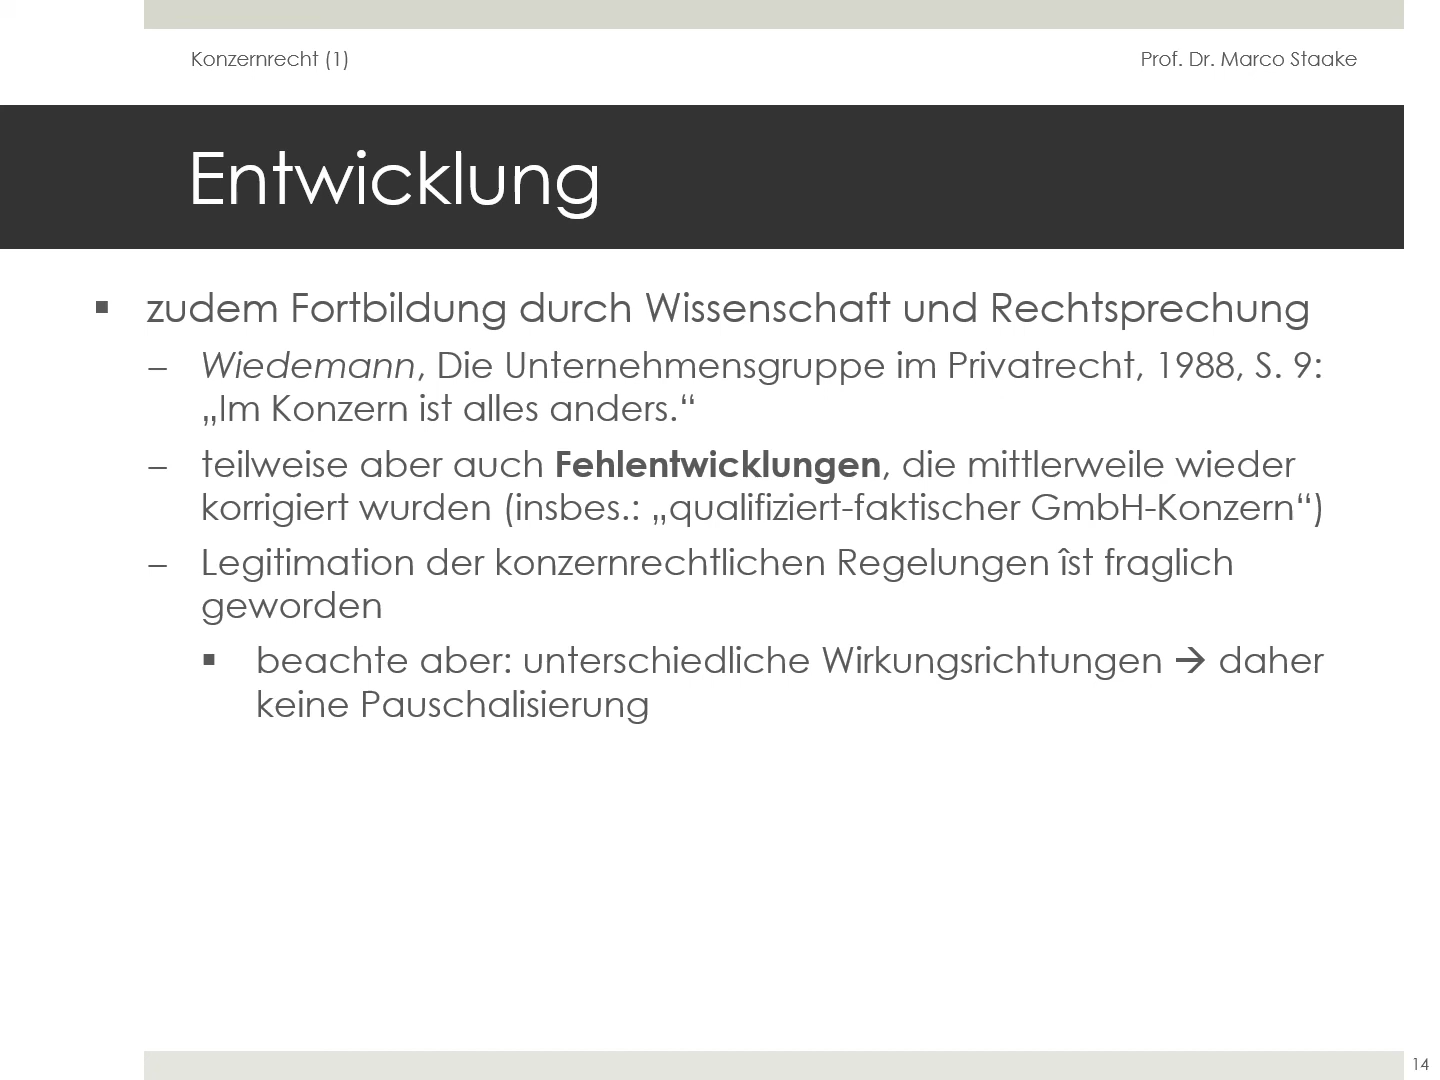 Konzernrecht (1) Prof. Dr. Marco Staake
Entwicklung
▪ zudem Fortbildung durch Wissenschaft und Rechtsprechung
– Wiedemann, Die Unternehmensgruppe im Privatrecht, 1988, S. 9:
„Im Konzern ist alles anders.“
– teilweise aber auch Fehlentwicklungen, die mittlerweile wieder
korrigiert wurden (insbes.: „qualifiziert-faktischer GmbH-Konzern“)
– Legitimation der konzernrechtlichen Regelungen îst fraglich
geworden
▪ beachte aber: unterschiedliche Wirkungsrichtungen → daher
keine Pauschalisierung
14